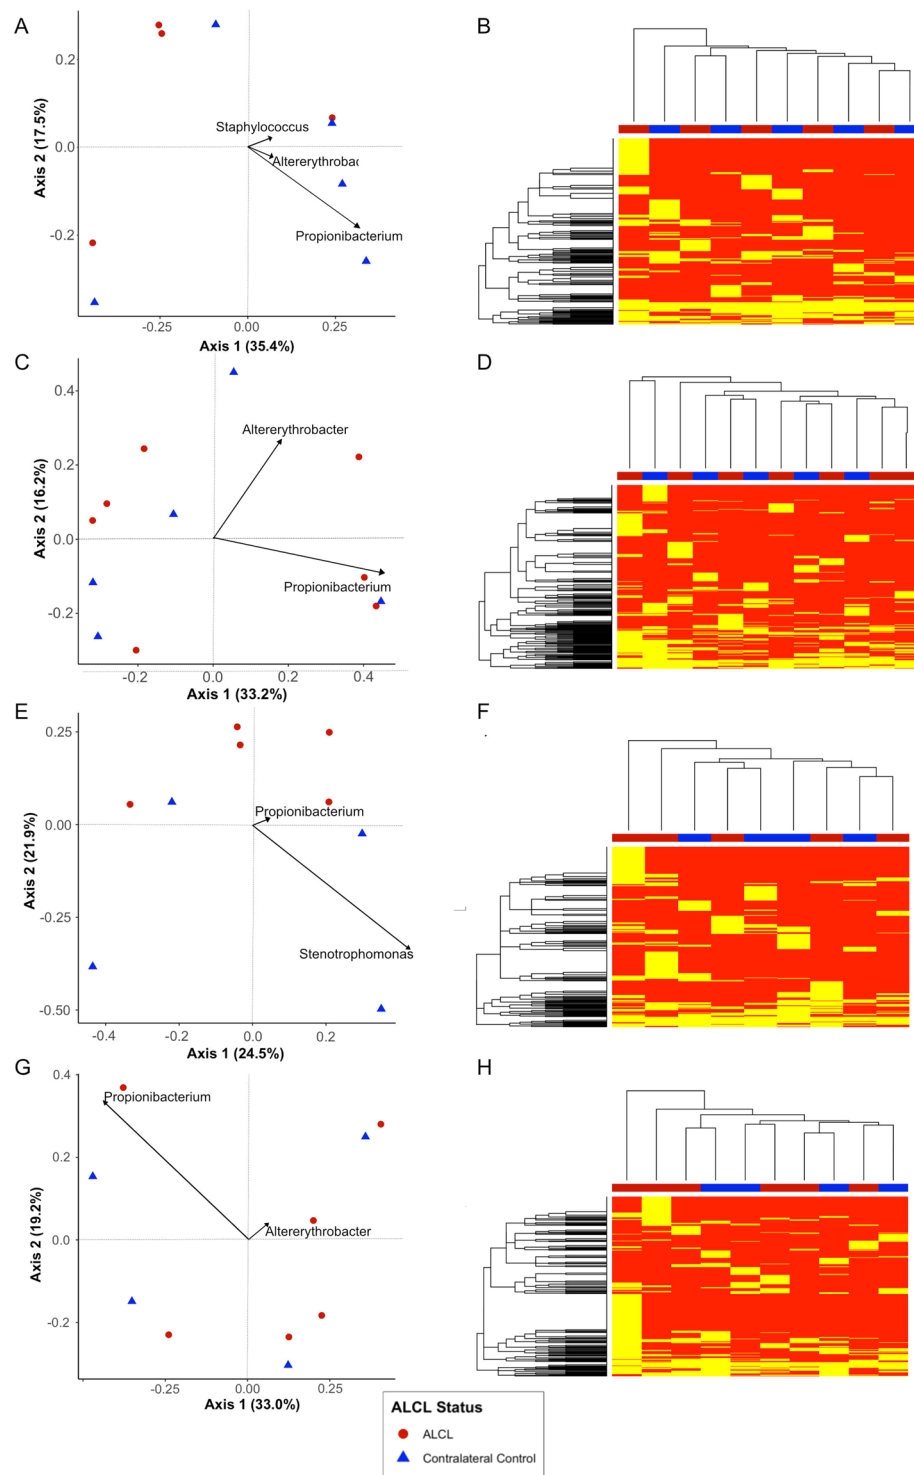 A
B
0.2
0.0
-0.2
Axis 2 (17.5%)
Staphylococcus
Altererythrobac
Propionibacterium
-0.25
0.00
0.25
Axis 1 (35.4%)
C
D
0.4
0.2
0.0
-0.2
Axis 2 (16.2%)
Altererythrobacter
Propionibacterium
-0.2
0.0
0.2
0.4
Axis 1 (33.2%)
E
F
0.25
0.00
-0.25
-0.50
Axis 2 (21.9%)
Propionibacterium
Stenotrophomonas
-0.4
-0.2
0.0
0.2
Axis 1 (24.5%)
G
H
0.4
0.2
0.0
-0.2
Axis 2 (19.2%)
Propionibacterium
Altererythrobacter
-0.25
0.00
0.25
Axis 1 (33.0%)
ALCL Status
ALCL
Contralateral Control